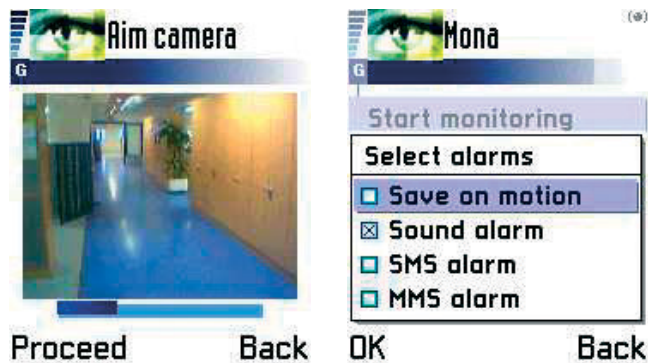 Aim camera
G
Proceed Back
Mona
G
Start monitoring
Select alarms
Save on motion
Sound alarm
SMS alarm
MMS alarm
OK Back